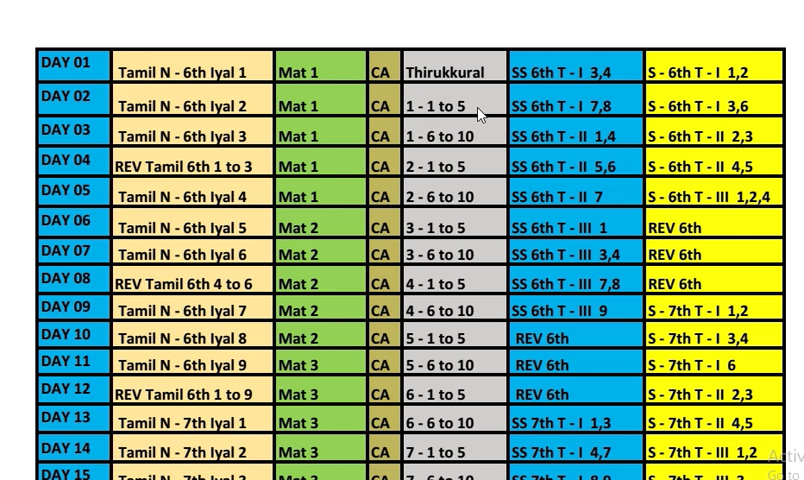 DAY 01 Tamil N - 6th Iyal 1 Mat 1 CA Thirukkural SS 6th T - I 3,4 S - 6th T - I 1,2
DAY 02 Tamil N - 6th Iyal 2 Mat 1 CA 1 - 1 to 5 SS 6th T - I 7,8 S - 6th T - I 3,6
DAY 03 Tamil N - 6th Iyal 3 Mat 1 CA 1 - 6 to 10 SS 6th T - II 1,4 S - 6th T - II 2,3
DAY 04 REV Tamil 6th 1 to 3 Mat 1 CA 2 - 1 to 5 SS 6th T - II 5,6 S - 6th T - II 4,5
DAY 05 Tamil N - 6th Iyal 4 Mat 1 CA 2 - 6 to 10 SS 6th T - II 7 S - 6th T - III 1,2,4
DAY 06 Tamil N - 6th Iyal 5 Mat 2 CA 3 - 1 to 5 SS 6th T - III 1 REV 6th
DAY 07 Tamil N - 6th Iyal 6 Mat 2 CA 3 - 6 to 10 SS 6th T - III 3,4 REV 6th
DAY 08 REV Tamil 6th 4 to 6 Mat 2 CA 4 - 1 to 5 SS 6th T - III 7,8 REV 6th
DAY 09 Tamil N - 6th Iyal 7 Mat 2 CA 4 - 6 to 10 SS 6th T - III 9 S - 7th T - I 1,2
DAY 10 Tamil N - 6th Iyal 8 Mat 2 CA 5 - 1 to 5 REV 6th S - 7th T - I 3,4
DAY 11 Tamil N - 6th Iyal 9 Mat 3 CA 5 - 6 to 10 REV 6th S - 7th T - I 6
DAY 12 REV Tamil 6th 1 to 9 Mat 3 CA 6 - 1 to 5 REV 6th S - 7th T - II 2,3
DAY 13 Tamil N - 7th Iyal 1 Mat 3 CA 6 - 6 to 10 SS 7th T - I 1,3 S - 7th T - II 4,5
DAY 14 Tamil N - 7th Iyal 2 Mat 3 CA 7 - 1 to 5 SS 7th T - I 4,7 S - 7th T - III 1,2
DAY 15